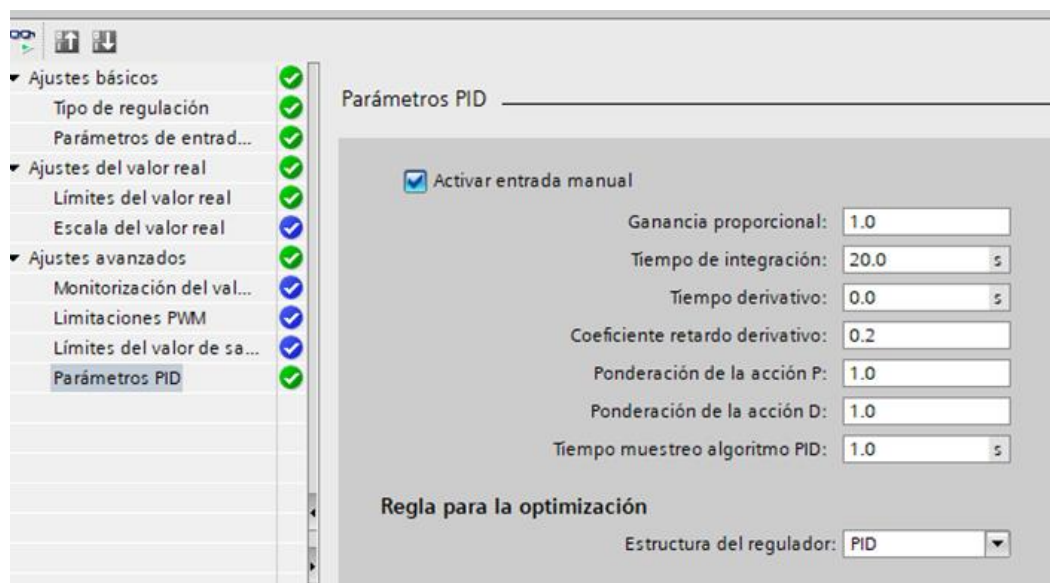 Ajustes básicos
Tipo de regulación
Parámetros de entrad...
Ajustes del valor real
Límites del valor real
Escala del valor real
Ajustes avanzados
Monitorización del val...
Limitaciones PWM
Límites del valor de sa...
Parámetros PID
Parámetros PID
Activar entrada manual
Ganancia proporcional: 1.0
Tiempo de integración: 20.0 s
Tiempo derivativo: 0.0 s
Coeficiente retardo derivativo: 0.2
Ponderación de la acción P: 1.0
Ponderación de la acción D: 1.0
Tiempo muestreo algoritmo PID: 1.0 s
Regla para la optimización
Estructura del regulador: PID